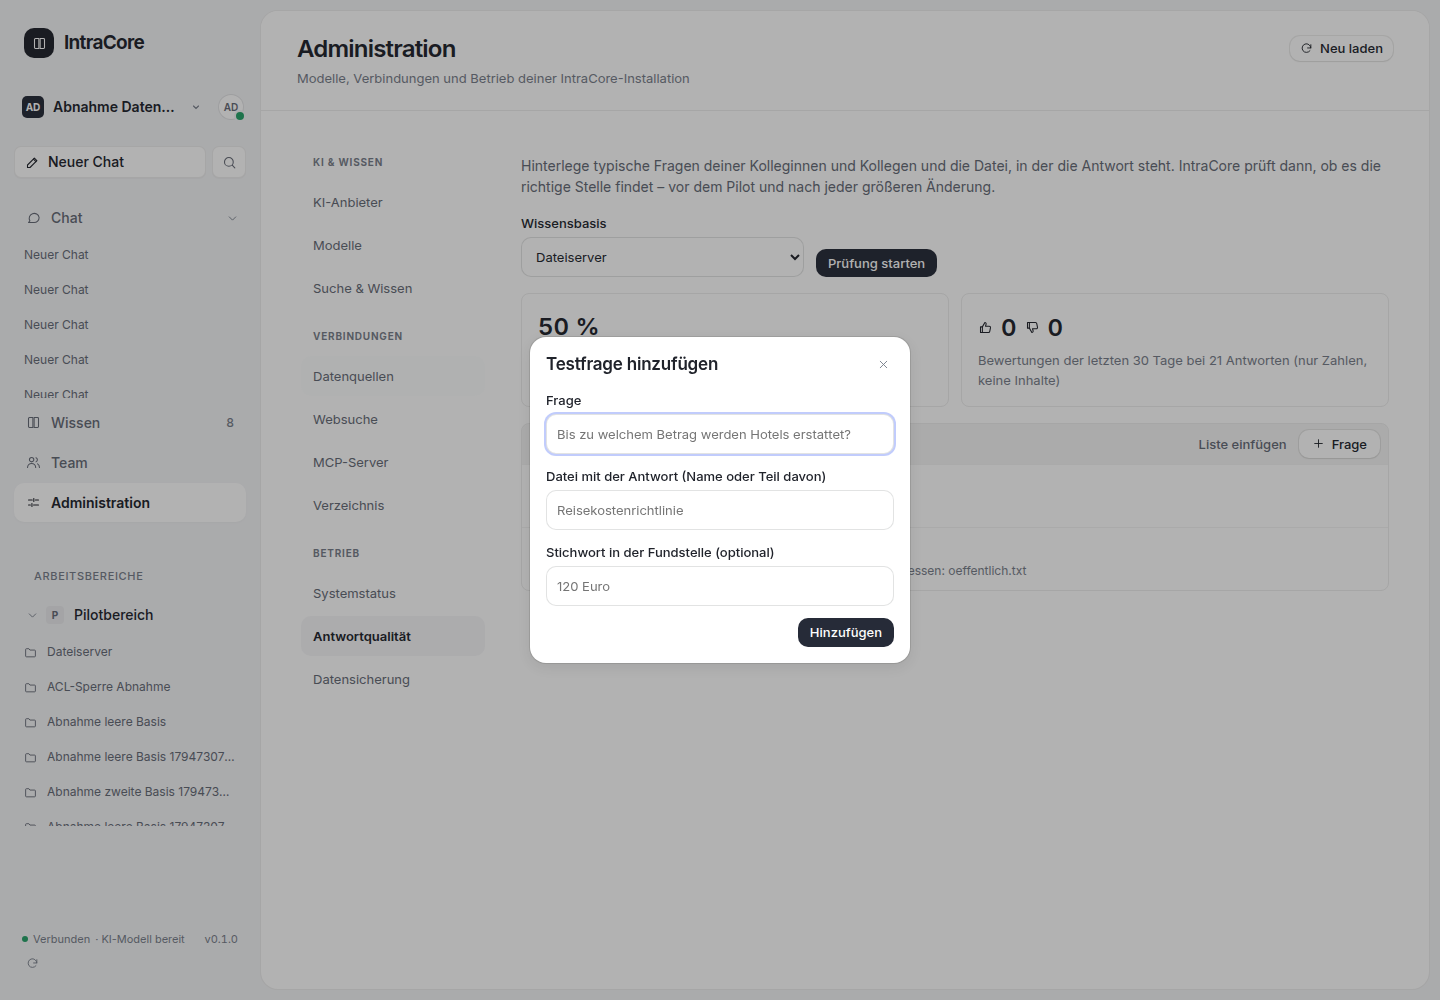 IntraCore
AD
Abnahme Daten...
AD
Neuer Chat
Chat
Neuer Chat
Neuer Chat
Neuer Chat
Neuer Chat
Neuer Chat
Wissen
8
Team
Administration
ARBEITSBEREICHE
P
Pilotbereich
Dateiserver
ACL-Sperre Abnahme
Abnahme leere Basis
Abnahme leere Basis 17947307...
Abnahme zweite Basis 179473...
Abnahme leere Basis 17947307...
Verbunden · KI-Modell bereit
v0.1.0
Administration
Modelle, Verbindungen und Betrieb deiner IntraCore-Installation
Neu laden
KI & WISSEN
KI-Anbieter
Modelle
Suche & Wissen
VERBINDUNGEN
Datenquellen
Websuche
MCP-Server
Verzeichnis
BETRIEB
Systemstatus
Antwortqualität
Datensicherung
Hinterlege typische Fragen deiner Kolleginnen und Kollegen und die Datei, in der die Antwort steht. IntraCore prüft dann, ob es die
richtige Stelle findet – vor dem Pilot und nach jeder größeren Änderung.
Wissensbasis
Dateiserver
Prüfung starten
50 %
0
0
Bewertungen der letzten 30 Tage bei 21 Antworten (nur Zahlen,
keine Inhalte)
Liste einfügen
Frage
essen: oeffentlich.txt
Testfrage hinzufügen
Frage
Bis zu welchem Betrag werden Hotels erstattet?
Datei mit der Antwort (Name oder Teil davon)
Reisekostenrichtlinie
Stichwort in der Fundstelle (optional)
120 Euro
Hinzufügen